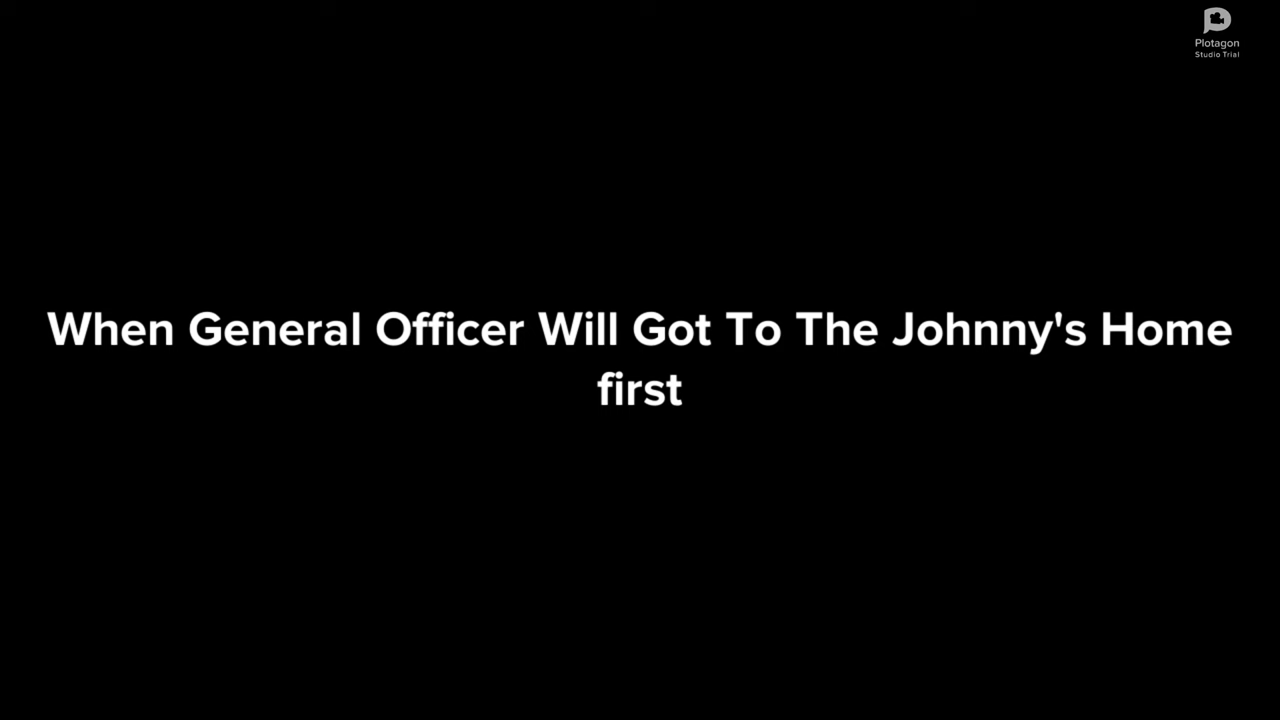 Plotagon
Studio Trial
When General Officer Will Got To The Johnny's Home
first